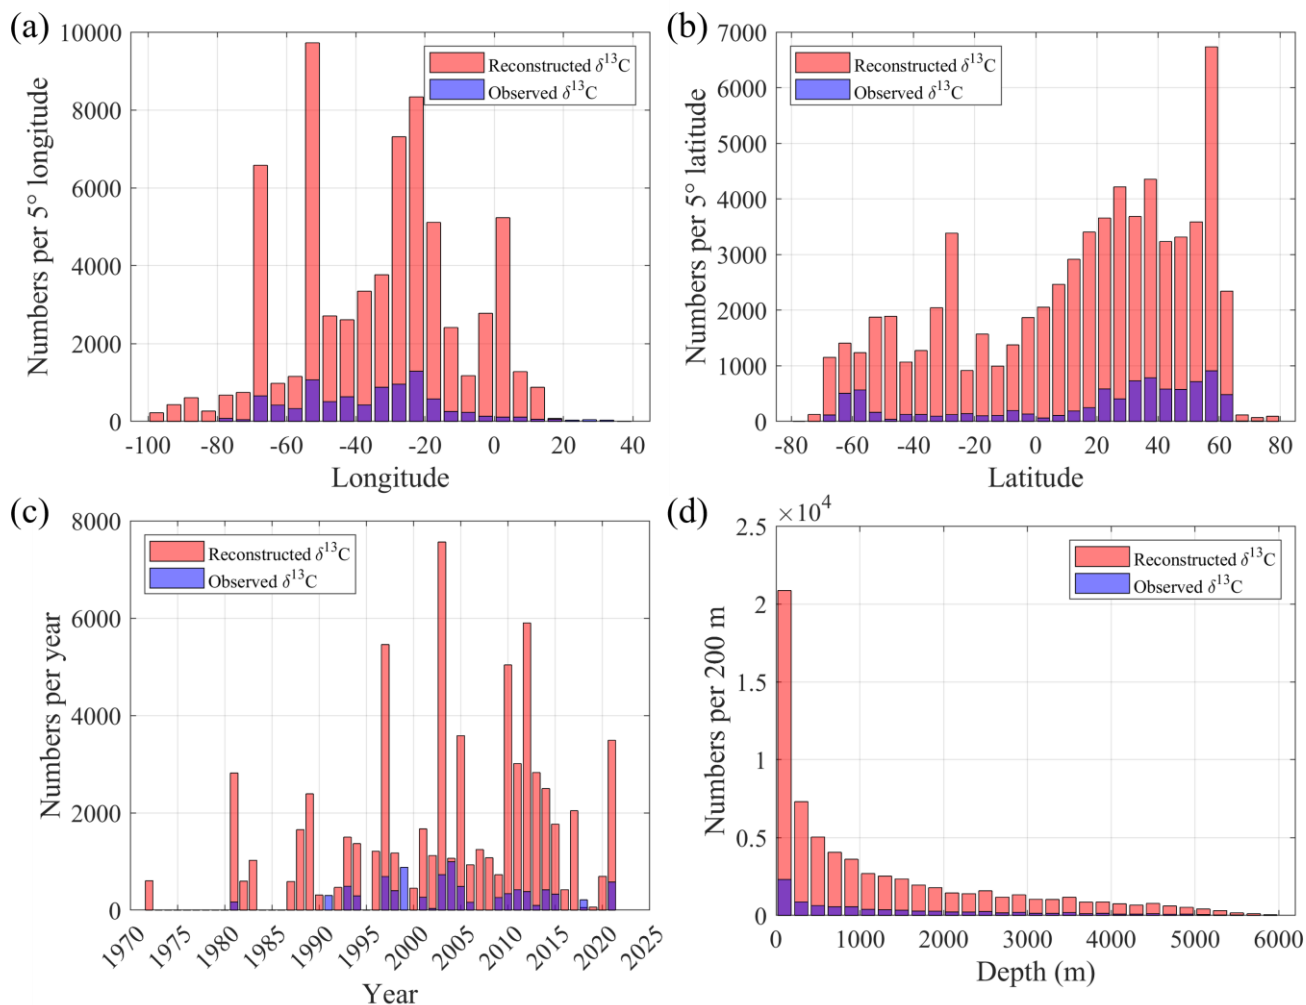 (a)
10000
8000
6000
4000
2000
0
Numbers per 5° longitude
Reconstructed δ¹³C
Observed δ¹³C
-100 -80 -60 -40 -20 0 20 40
Longitude
(b)
7000
6000
5000
4000
3000
2000
1000
0
Numbers per 5° latitude
Reconstructed δ¹³C
Observed δ¹³C
-80 -60 -40 -20 0 20 40 60 80
Latitude
(c)
8000
6000
4000
2000
0
Numbers per year
Reconstructed δ¹³C
Observed δ¹³C
1970 1975 1980 1985 1990 1995 2000 2005 2010 2015 2020 2025
Year
(d)
×10⁴
2.5
2
1.5
1
0.5
0
Numbers per 200 m
Reconstructed δ¹³C
Observed δ¹³C
0 1000 2000 3000 4000 5000 6000
Depth (m)